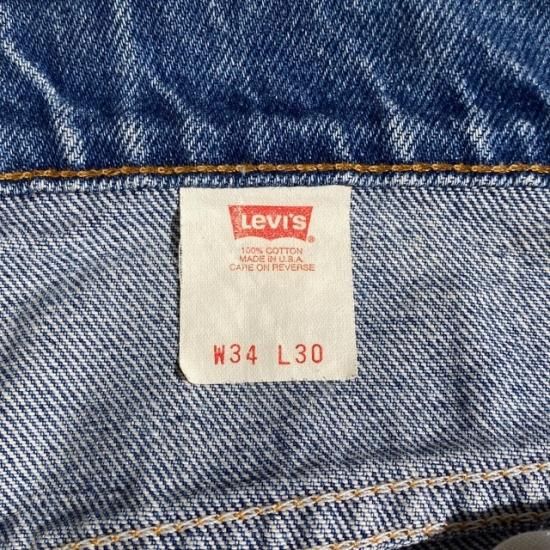 LEVI'S ®
100% COTTON
MADE IN U.S.A.
CARE ON REVERSE
W34 L30